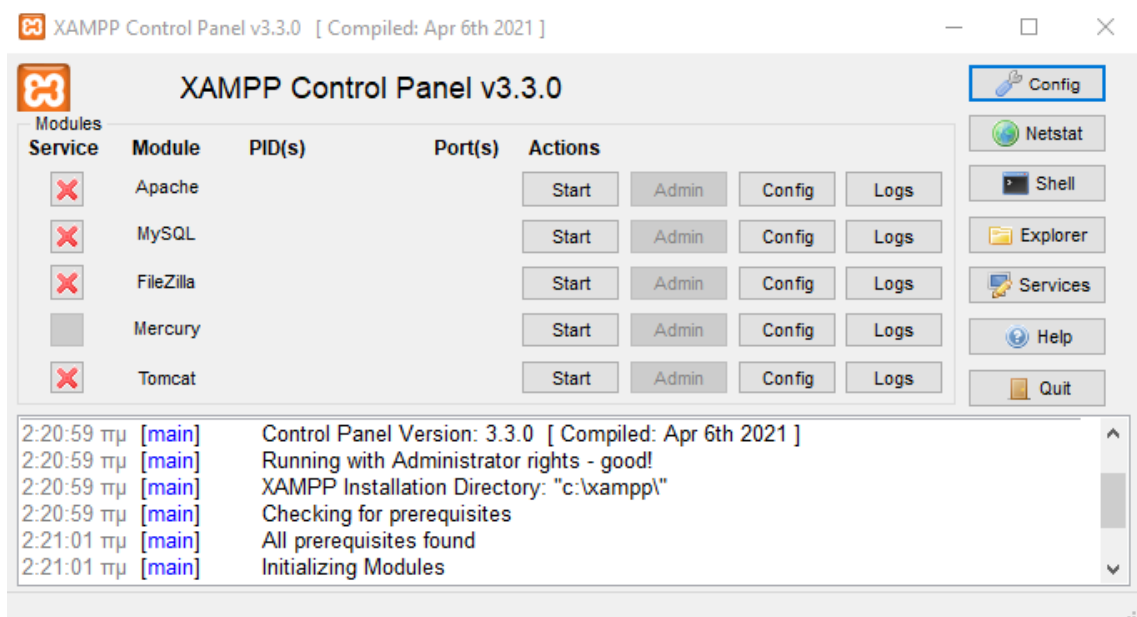 XAMPP Control Panel v3.3.0 [ Compiled: Apr 6th 2021 ]
XAMPP Control Panel v3.3.0
Config
Modules
Netstat
Service Module PID(s) Port(s) Actions
Apache Start Admin Config Logs
Shell
MySQL Start Admin Config Logs
Explorer
FileZilla Start Admin Config Logs
Services
Mercury Start Admin Config Logs
Help
Tomcat Start Admin Config Logs
Quit
2:20:59 πμ [main] Control Panel Version: 3.3.0 [ Compiled: Apr 6th 2021 ]
2:20:59 πμ [main] Running with Administrator rights - good!
2:20:59 πμ [main] XAMPP Installation Directory: "c:\xampp\"
2:20:59 πμ [main] Checking for prerequisites
2:21:01 πμ [main] All prerequisites found
2:21:01 πμ [main] Initializing Modules